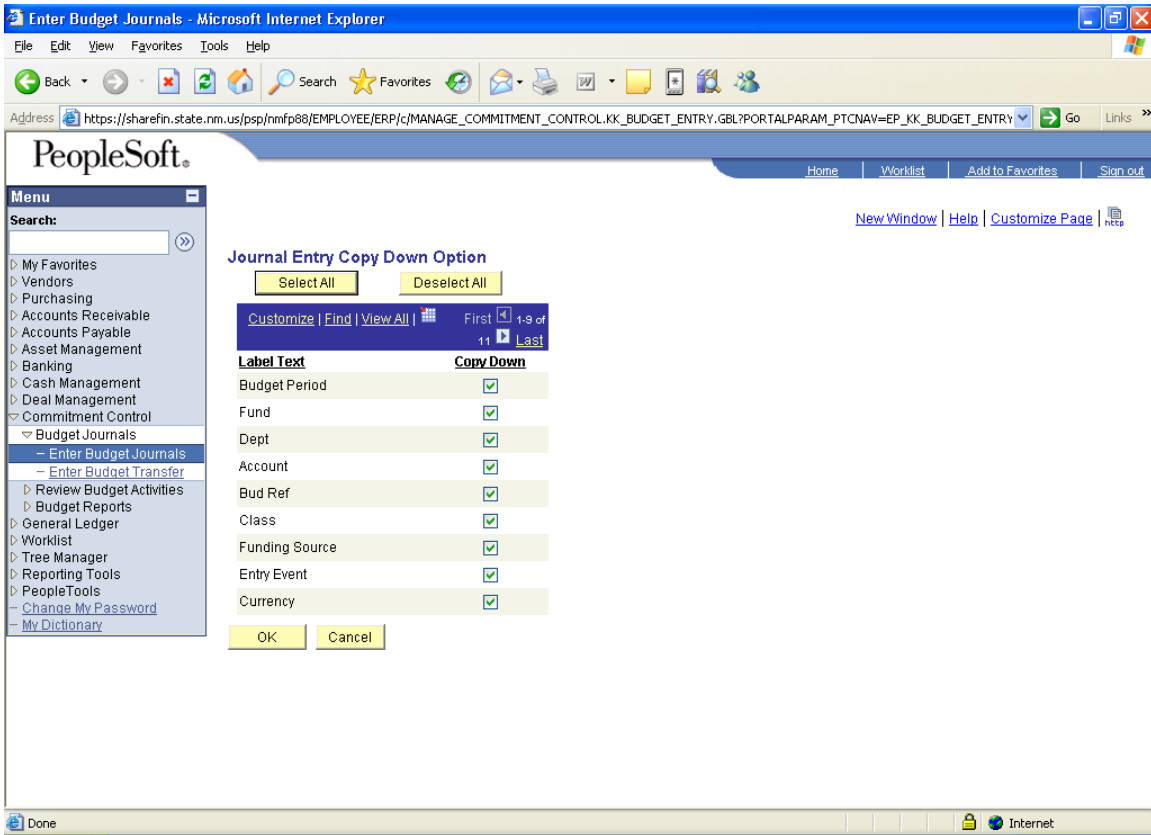 Enter Budget Journals - Microsoft Internet Explorer
File Edit View Favorites Tools Help
Back Search Favorites
Address https://sharefin.state.nm.us/psp/nmfp88/EMPLOYEE/ERP/c/MANAGE_COMMITMENT_CONTROL.KK_BUDGET_ENTRY.GBL?PORTALPARAM_PTCNAV=EP_KK_BUDGET_ENTRY Go Links »
PeopleSoft.
Home Worklist Add to Favorites Sign out
Menu
New Window | Help | Customize Page | http
Search:
My Favorites
Vendors
Purchasing
Accounts Receivable
Accounts Payable
Asset Management
Banking
Cash Management
Deal Management
Commitment Control
Budget Journals
– Enter Budget Journals
– Enter Budget Transfer
Review Budget Activities
Budget Reports
General Ledger
Worklist
Tree Manager
Reporting Tools
PeopleTools
– Change My Password
– My Dictionary
Journal Entry Copy Down Option
Select All Deselect All
Customize | Find | View All | First 1-9 of
11 Last
Label Text Copy Down
Budget Period
Fund
Dept
Account
Bud Ref
Class
Funding Source
Entry Event
Currency
OK Cancel
Done Internet